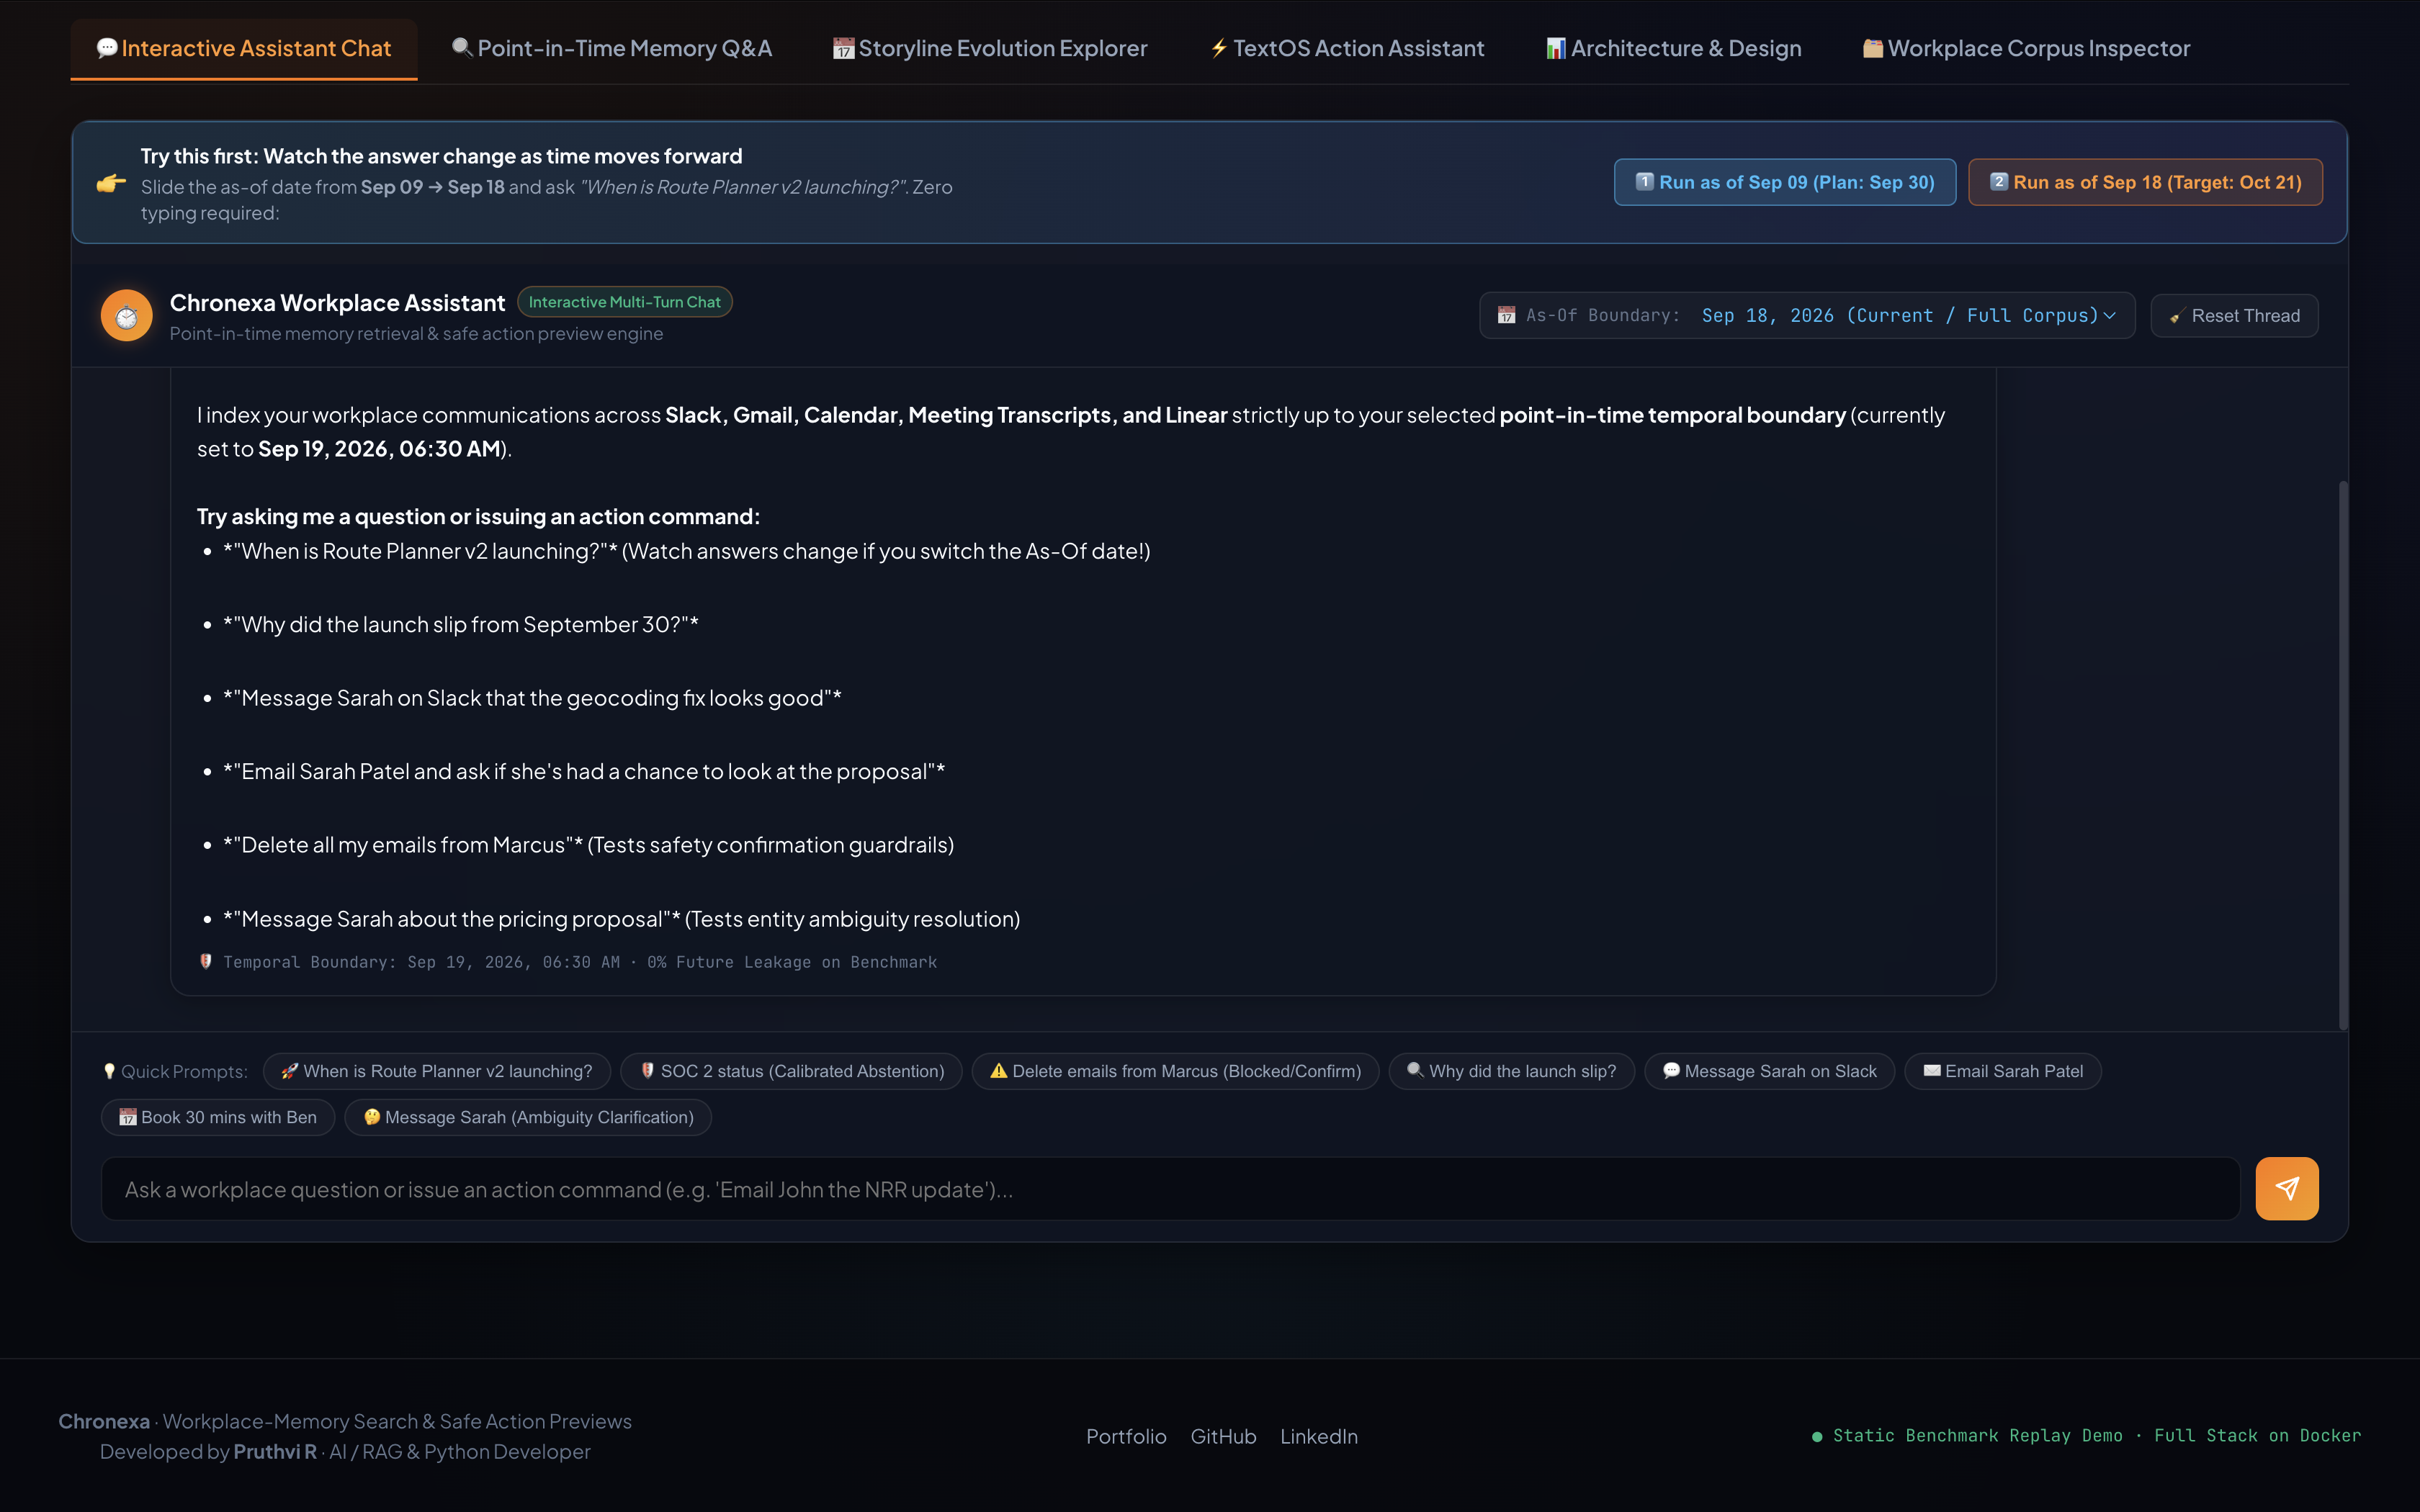 💬 Interactive Assistant Chat
🔍 Point-in-Time Memory Q&A
📅 Storyline Evolution Explorer
⚡ TextOS Action Assistant
📊 Architecture & Design
🗂️ Workplace Corpus Inspector
👉 Try this first: Watch the answer change as time moves forward
Slide the as-of date from Sep 09 → Sep 18 and ask "When is Route Planner v2 launching?". Zero
typing required:
1️⃣ Run as of Sep 09 (Plan: Sep 30)
2️⃣ Run as of Sep 18 (Target: Oct 21)
Chronexa Workplace Assistant
Interactive Multi-Turn Chat
Point-in-time memory retrieval & safe action preview engine
📅 As-Of Boundary: Sep 18, 2026 (Current / Full Corpus)
🧹 Reset Thread
I index your workplace communications across Slack, Gmail, Calendar, Meeting Transcripts, and Linear strictly up to your selected point-in-time temporal boundary (currently
set to Sep 19, 2026, 06:30 AM).
Try asking me a question or issuing an action command:
• *"When is Route Planner v2 launching?"* (Watch answers change if you switch the As-Of date!)
• *"Why did the launch slip from September 30?"*
• *"Message Sarah on Slack that the geocoding fix looks good"*
• *"Email Sarah Patel and ask if she's had a chance to look at the proposal"*
• *"Delete all my emails from Marcus"* (Tests safety confirmation guardrails)
• *"Message Sarah about the pricing proposal"* (Tests entity ambiguity resolution)
🛡️ Temporal Boundary: Sep 19, 2026, 06:30 AM · 0% Future Leakage on Benchmark
💡 Quick Prompts:
🚀 When is Route Planner v2 launching?
🛡️ SOC 2 status (Calibrated Abstention)
⚠️ Delete emails from Marcus (Blocked/Confirm)
🔍 Why did the launch slip?
💬 Message Sarah on Slack
✉️ Email Sarah Patel
📅 Book 30 mins with Ben
🤔 Message Sarah (Ambiguity Clarification)
Ask a workplace question or issue an action command (e.g. 'Email John the NRR update')...
Chronexa · Workplace-Memory Search & Safe Action Previews
Developed by Pruthvi R · AI / RAG & Python Developer
Portfolio
GitHub
LinkedIn
● Static Benchmark Replay Demo · Full Stack on Docker